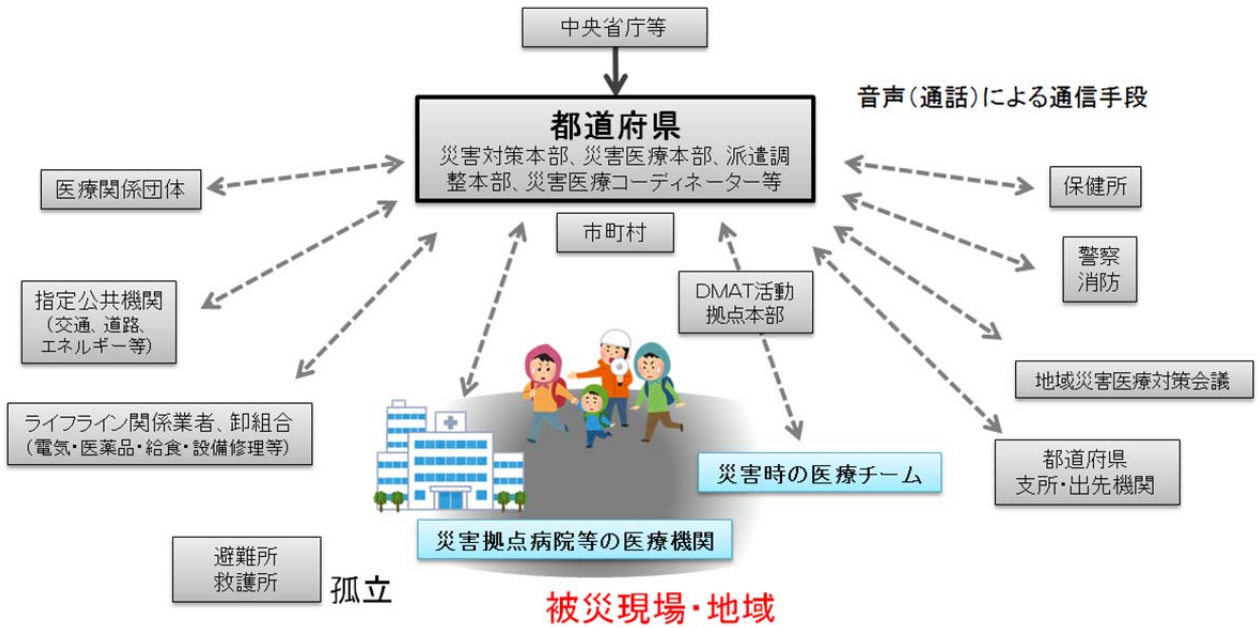 中央省庁等
音声(通話)による通信手段
都道府県
災害対策本部、災害医療本部、派遣調
整本部、災害医療コーディネーター等
医療関係団体
保健所
市町村
警察
消防
指定公共機関
(交通、道路、
エネルギー等)
DMAT活動
拠点本部
地域災害医療対策会議
ライフライン関係業者、卸組合
(電気・医薬品・給食・設備修理等)
都道府県
支所・出先機関
災害時の医療チーム
災害拠点病院等の医療機関
避難所
救護所
孤立
被災現場・地域